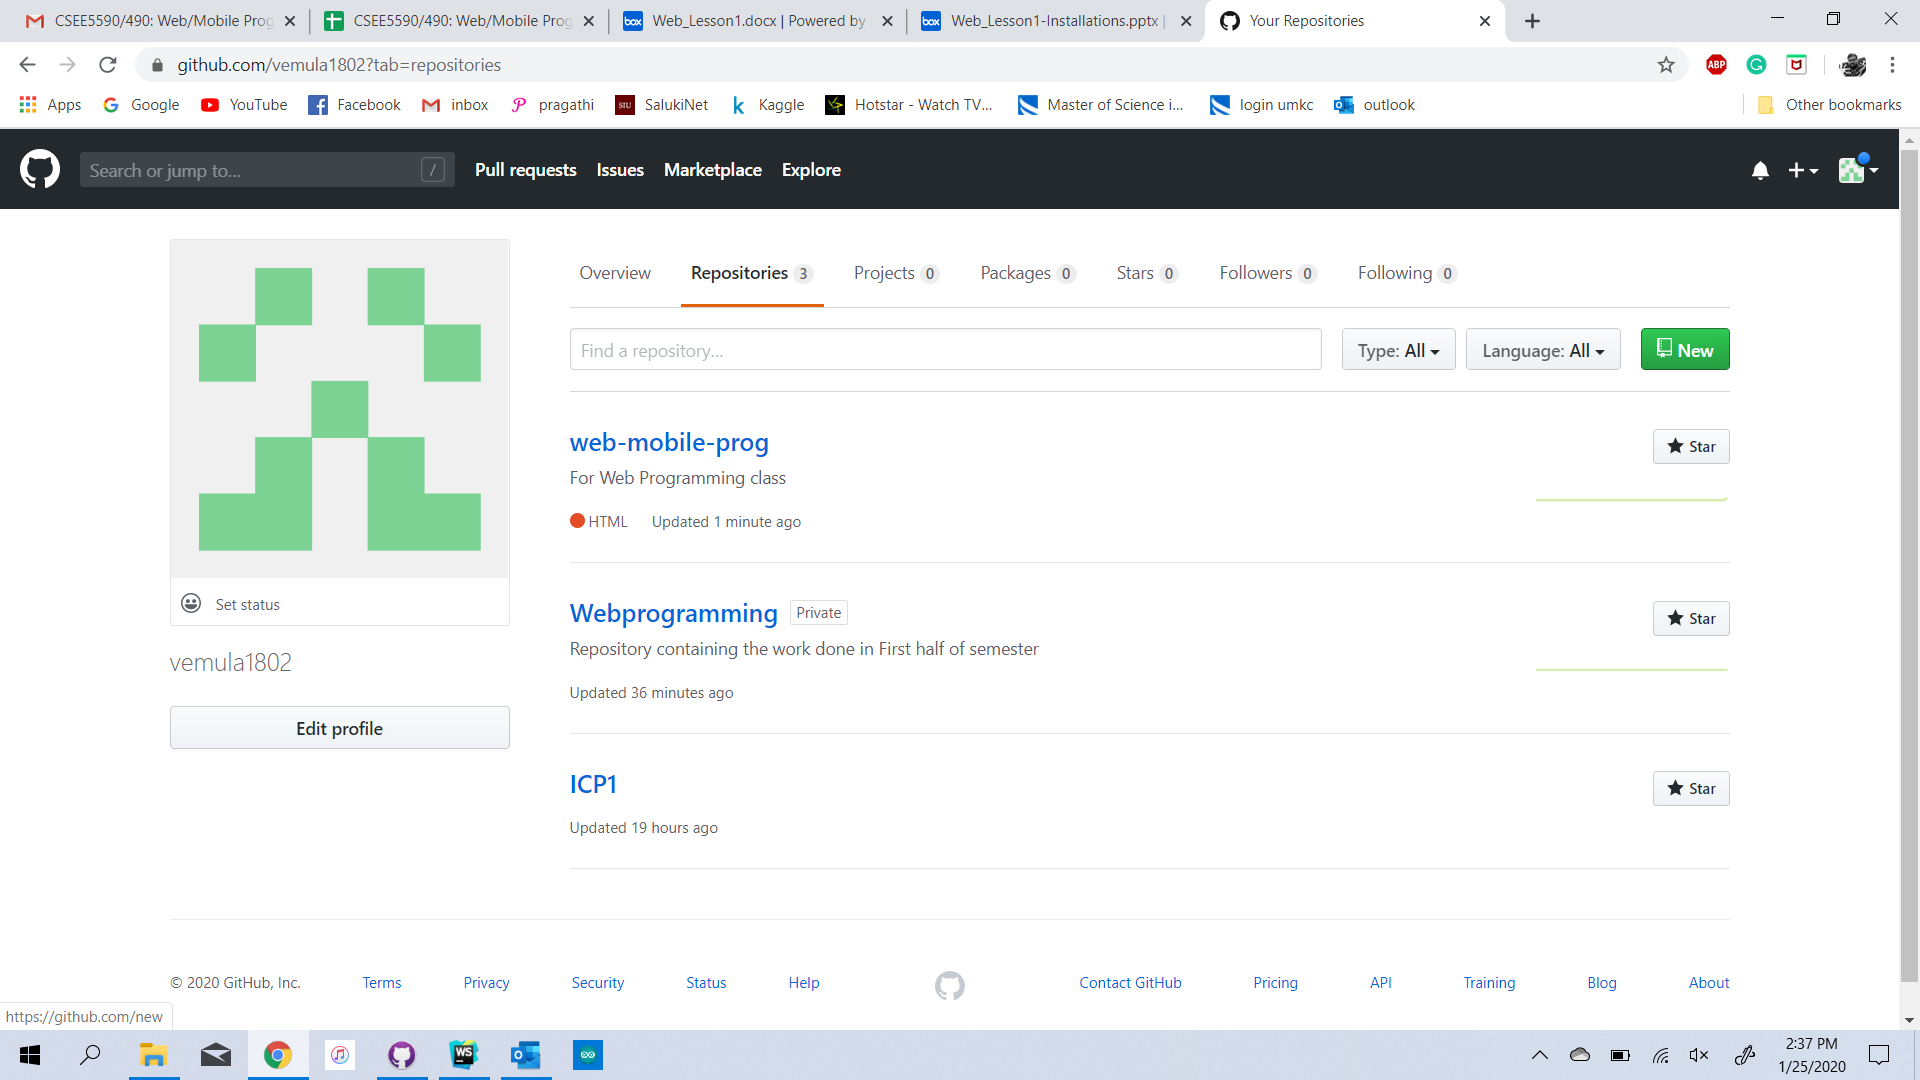 CSEE5590/490: Web/Mobile Prog
CSEE5590/490: Web/Mobile Prog
Web_Lesson1.docx | Powered by
Web_Lesson1-Installations.pptx |
Your Repositories
github.com/vemula1802?tab=repositories
ABP
Apps
Google
YouTube
Facebook
inbox
pragathi
SIU
SalukiNet
Kaggle
Hotstar - Watch TV...
Master of Science i...
login umkc
outlook
Other bookmarks
Search or jump to...
/
Pull requests
Issues
Marketplace
Explore
Overview
Repositories 3
Projects 0
Packages 0
Stars 0
Followers 0
Following 0
Find a repository...
Type: All
Language: All
New
web-mobile-prog
Star
For Web Programming class
HTML
Updated 1 minute ago
Webprogramming
Private
Star
Repository containing the work done in First half of semester
Updated 36 minutes ago
ICP1
Star
Updated 19 hours ago
Set status
vemula1802
Edit profile
© 2020 GitHub, Inc.
Terms
Privacy
Security
Status
Help
Contact GitHub
Pricing
API
Training
Blog
About
https://github.com/new
WS
2:37 PM
1/25/2020